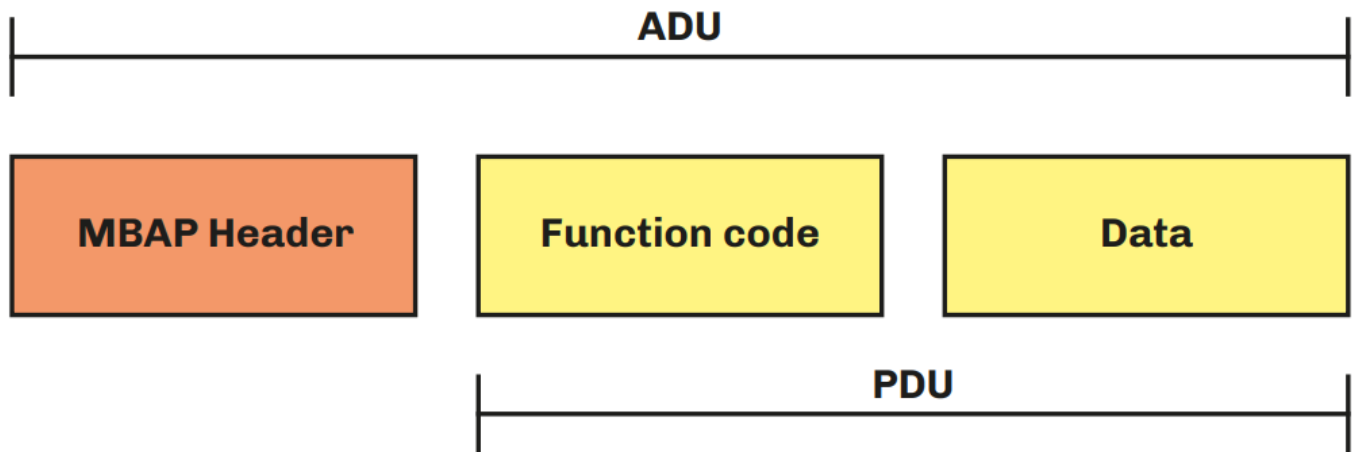 ADU
MBAP Header
Function code
Data
PDU